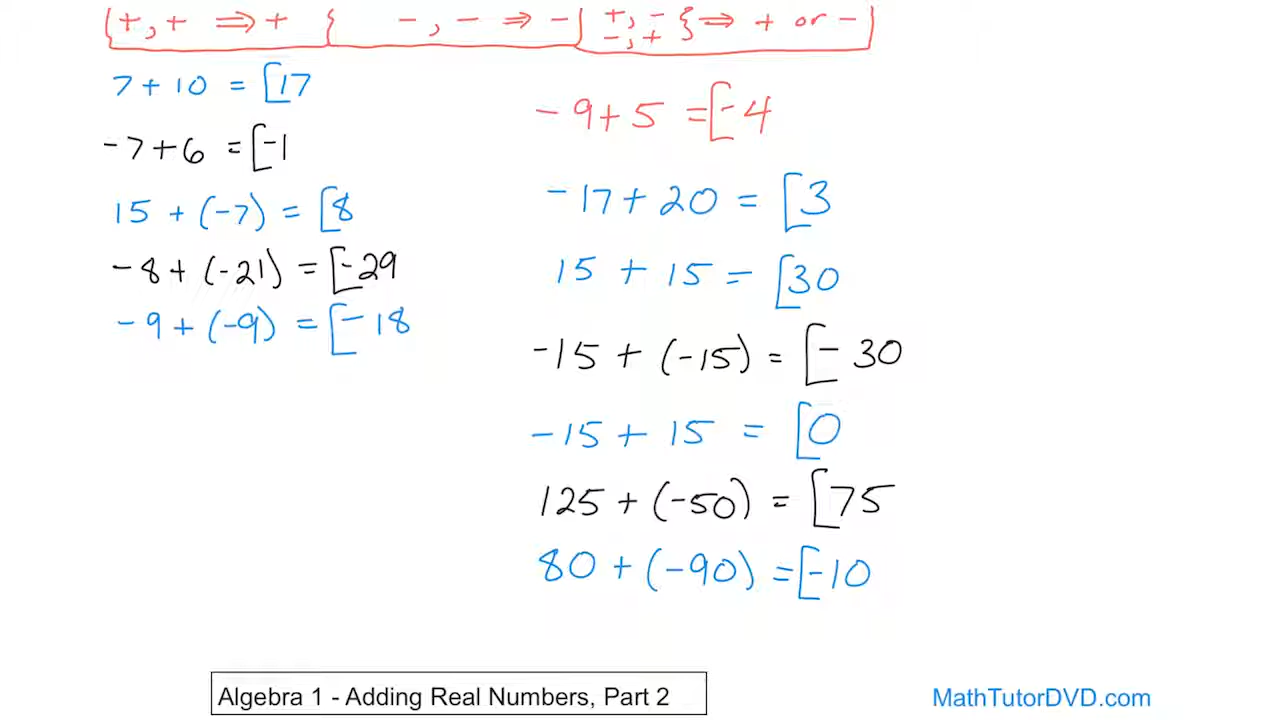 +, + ⇒ + { -, - ⇒ - { +, - -, + } ⇒ + or -
7 + 10 = [17
-7 + 6 = [-1
15 + (-7) = [8
-8 + (-21) = [-29
-9 + (-9) = [-18
-9 + 5 = [-4
-17 + 20 = [3
15 + 15 = [30
-15 + (-15) = [-30
-15 + 15 = [0
125 + (-50) = [75
80 + (-90) = [-10
Algebra 1 - Adding Real Numbers, Part 2
MathTutorDVD.com